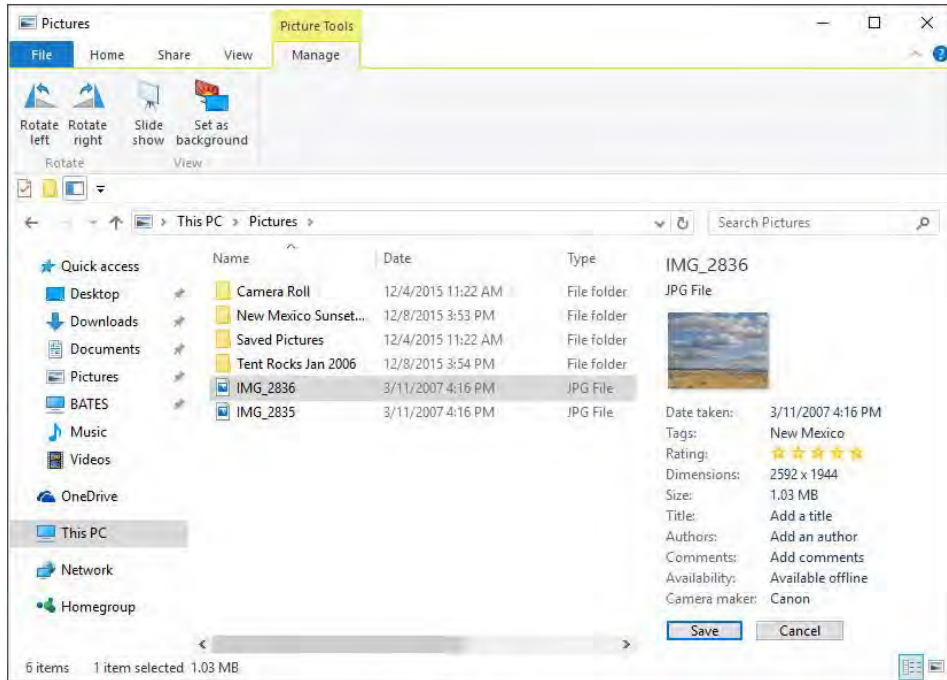 Pictures
Picture Tools
File Home Share View Manage
Rotate left Rotate right Slide show Set as background
Rotate View
This PC > Pictures > Search Pictures
Quick access
Desktop
Downloads
Documents
Pictures
BATES
Music
Videos
OneDrive
This PC
Network
Homegroup
Name Date Type
Camera Roll 12/4/2015 11:22 AM File folder
New Mexico Sunset... 12/8/2015 3:53 PM File folder
Saved Pictures 12/4/2015 11:22 AM File folder
Tent Rocks Jan 2006 12/8/2015 3:54 PM File folder
IMG_2836 3/11/2007 4:16 PM JPG File
IMG_2835 3/11/2007 4:16 PM JPG File
IMG_2836
JPG File
Date taken: 3/11/2007 4:16 PM
Tags: New Mexico
Rating:
Dimensions: 2592 x 1944
Size: 1.03 MB
Title: Add a title
Authors: Add an author
Comments: Add comments
Availability: Available offline
Camera maker: Canon
Save Cancel
6 items 1 item selected 1.03 MB